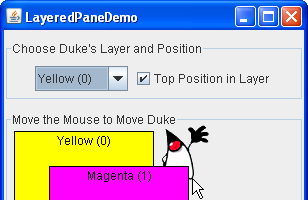 LayeredPaneDemo
Choose Duke's Layer and Position
Yellow (0)
Top Position in Layer
Move the Mouse to Move Duke
Yellow (0)
Magenta (1)